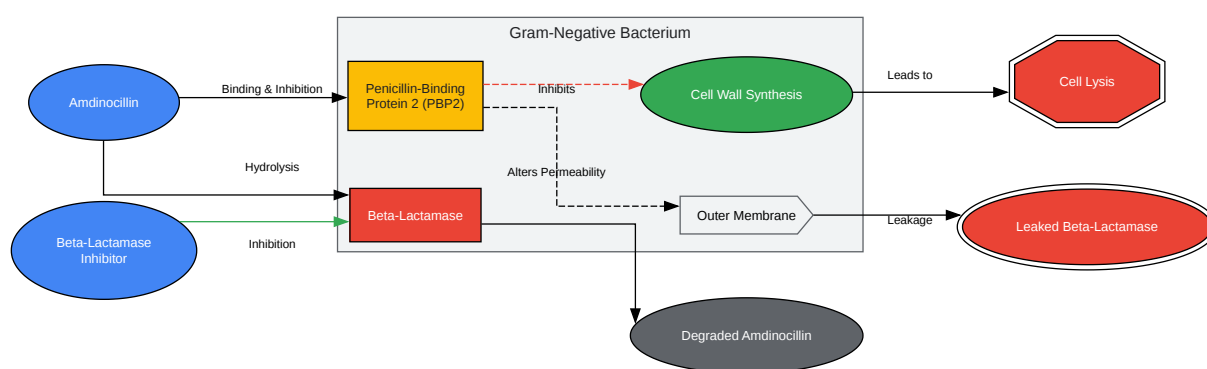 Gram-Negative Bacterium
Amdinocillin
Binding & Inhibition
Penicillin-Binding
Protein 2 (PBP2)
Inhibits
Cell Wall Synthesis
Leads to
Cell Lysis
Hydrolysis
Alters Permeability
Beta-Lactamase
Outer Membrane
Leakage
Leaked Beta-Lactamase
Beta-Lactamase
Inhibitor
Inhibition
Degraded Amdinocillin